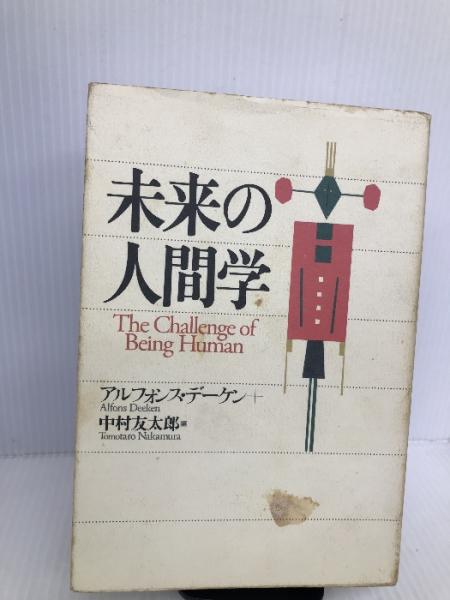 未来の
人間学
The Challenge of
Being Human
アルフォンス・デーケン+
Alfons Deeken
中村友太郎 編
Tomotaro Nakamura